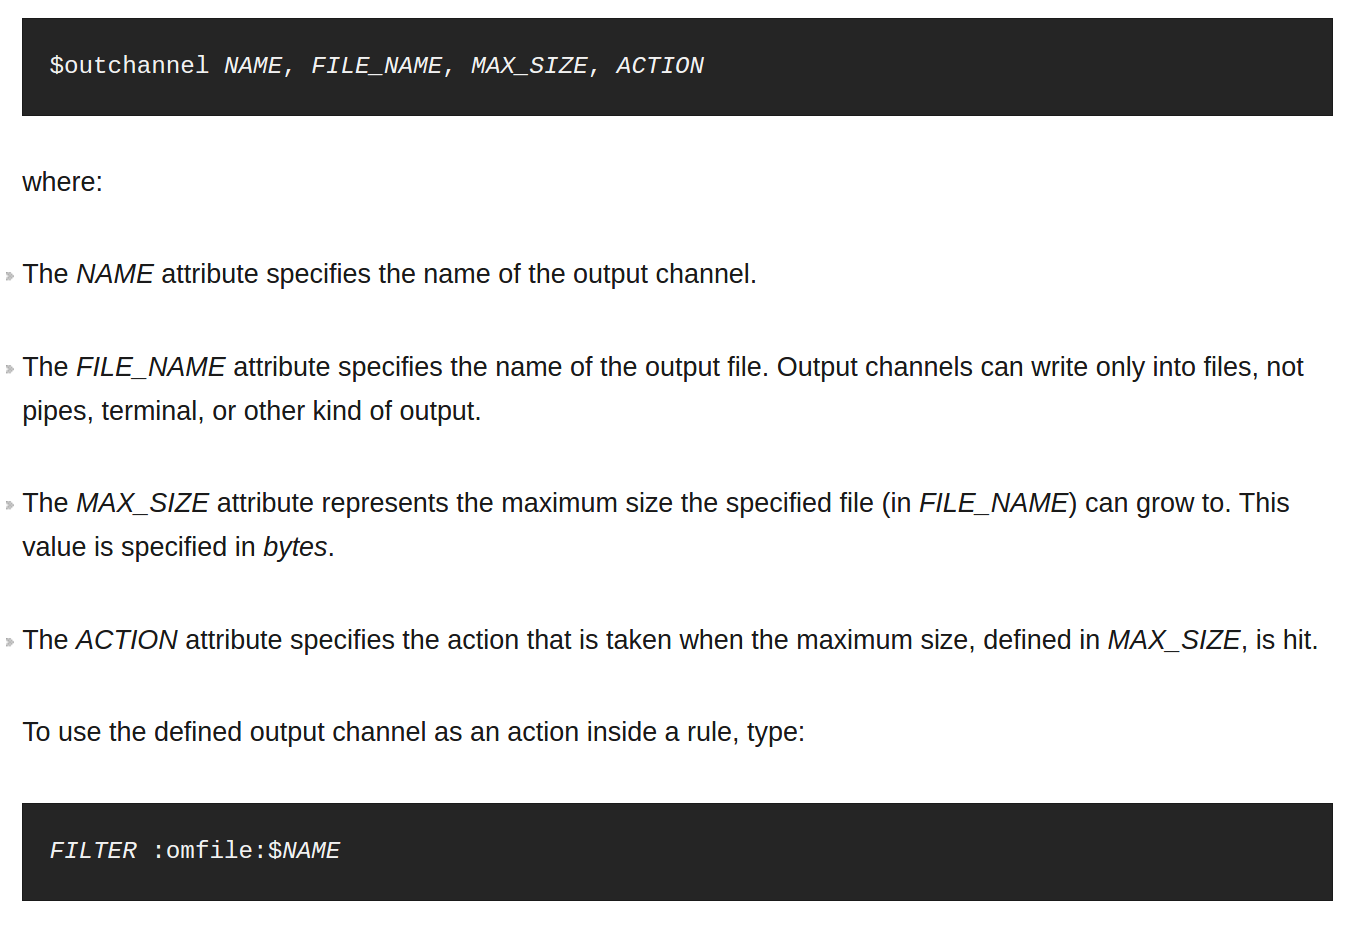 $outchannel NAME, FILE_NAME, MAX_SIZE, ACTION
where:
The NAME attribute specifies the name of the output channel.
The FILE_NAME attribute specifies the name of the output file. Output channels can write only into files, not
pipes, terminal, or other kind of output.
The MAX_SIZE attribute represents the maximum size the specified file (in FILE_NAME) can grow to. This
value is specified in bytes.
The ACTION attribute specifies the action that is taken when the maximum size, defined in MAX_SIZE, is hit.
To use the defined output channel as an action inside a rule, type:
FILTER :omfile:$NAME